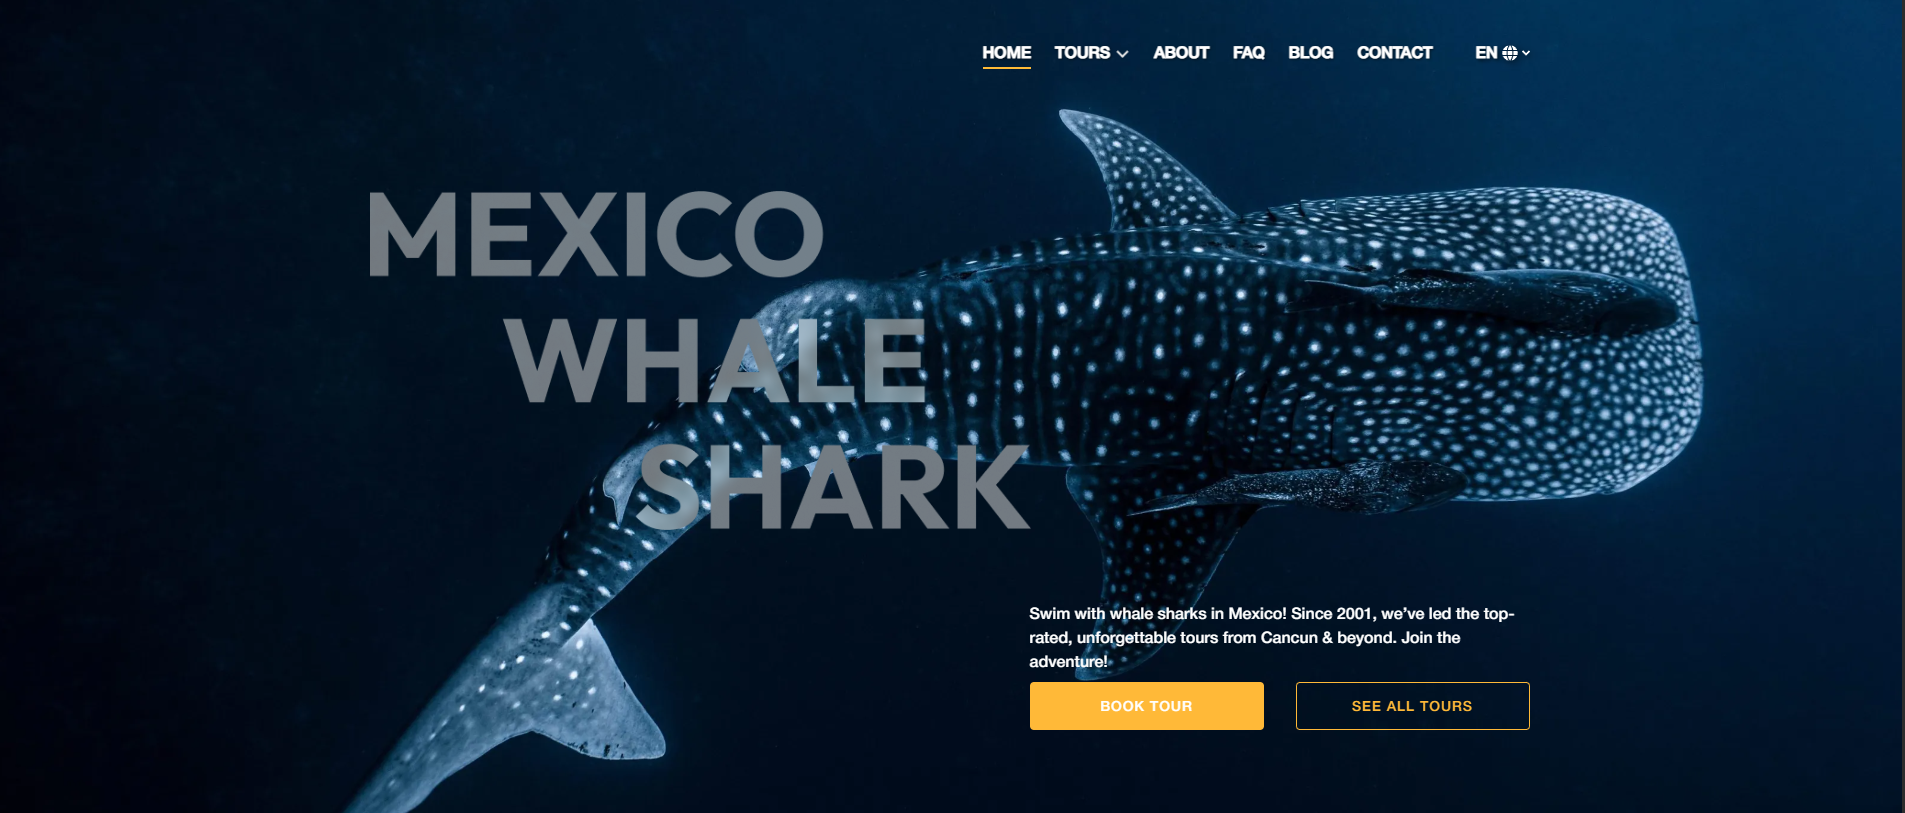 HOME TOURS ABOUT FAQ BLOG CONTACT EN
MEXICO
WHALE
SHARK
Swim with whale sharks in Mexico! Since 2001, we’ve led the top-
rated, unforgettable tours from Cancun & beyond. Join the
adventure!
BOOK TOUR SEE ALL TOURS